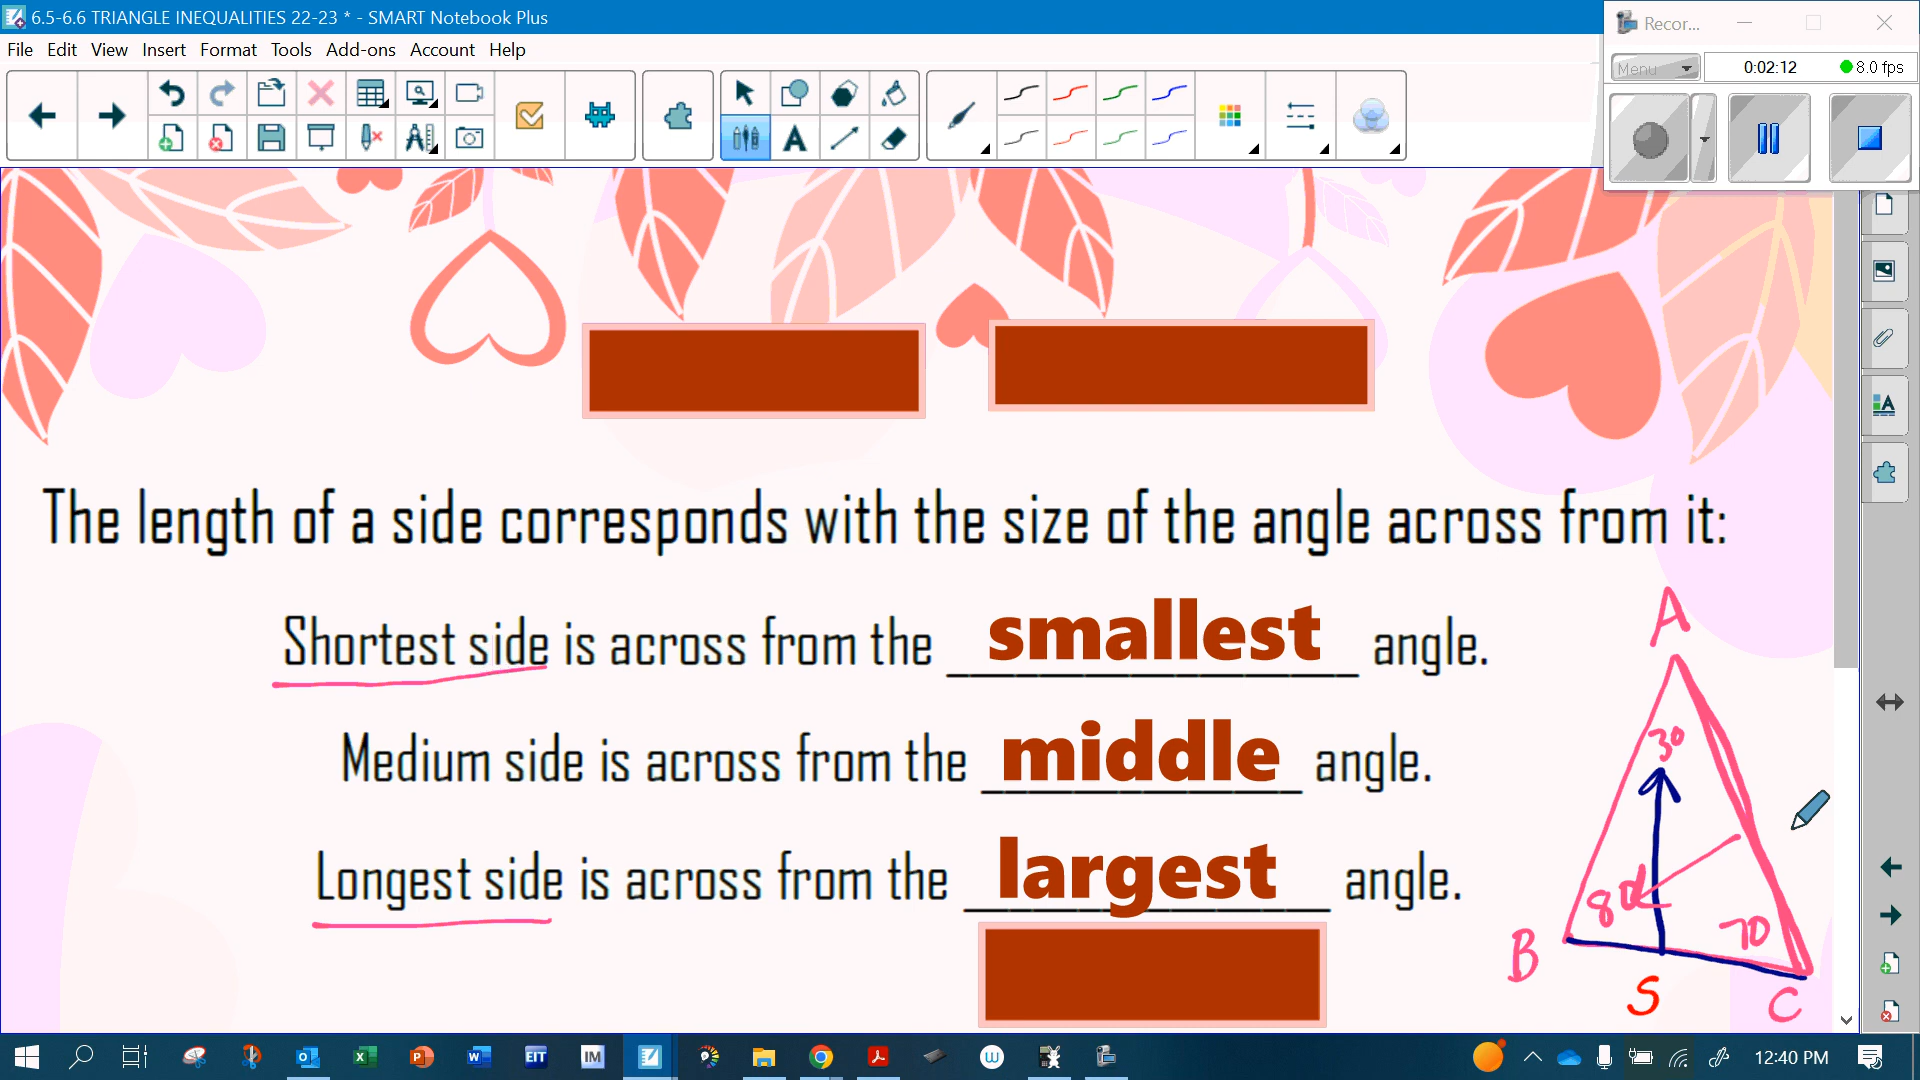 6.5-6.6 TRIANGLE INEQUALITIES 22-23 * - SMART Notebook Plus
Recor...
File Edit View Insert Format Tools Add-ons Account Help
Menu
0:02:12
8.0 fps
The length of a side corresponds with the size of the angle across from it:
Shortest side is across from the smallest angle.
Medium side is across from the middle angle.
Longest side is across from the largest angle.
A
30
80
70
B
S
C
EIT
IM
12:40 PM